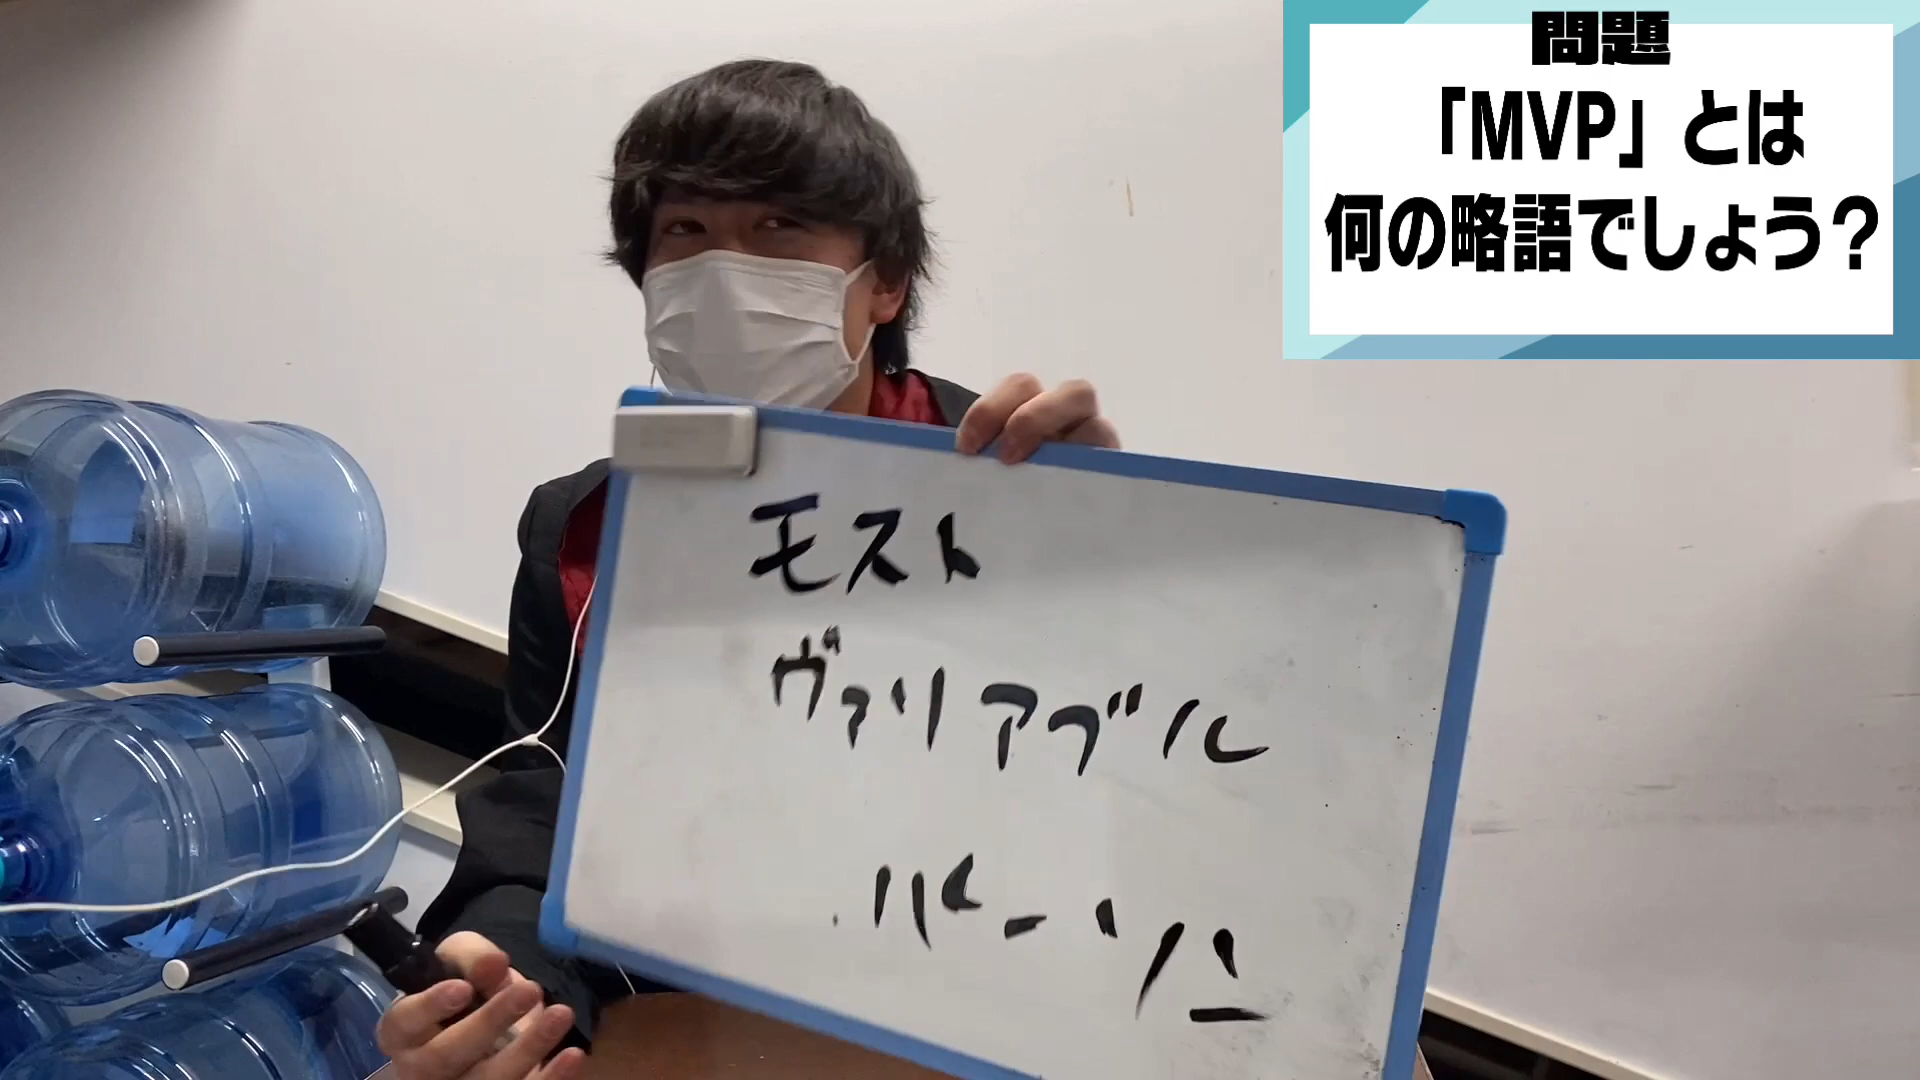 問題
「MVP」とは
何の略語でしょう？
モスト
ヴァリアブル
パーソン